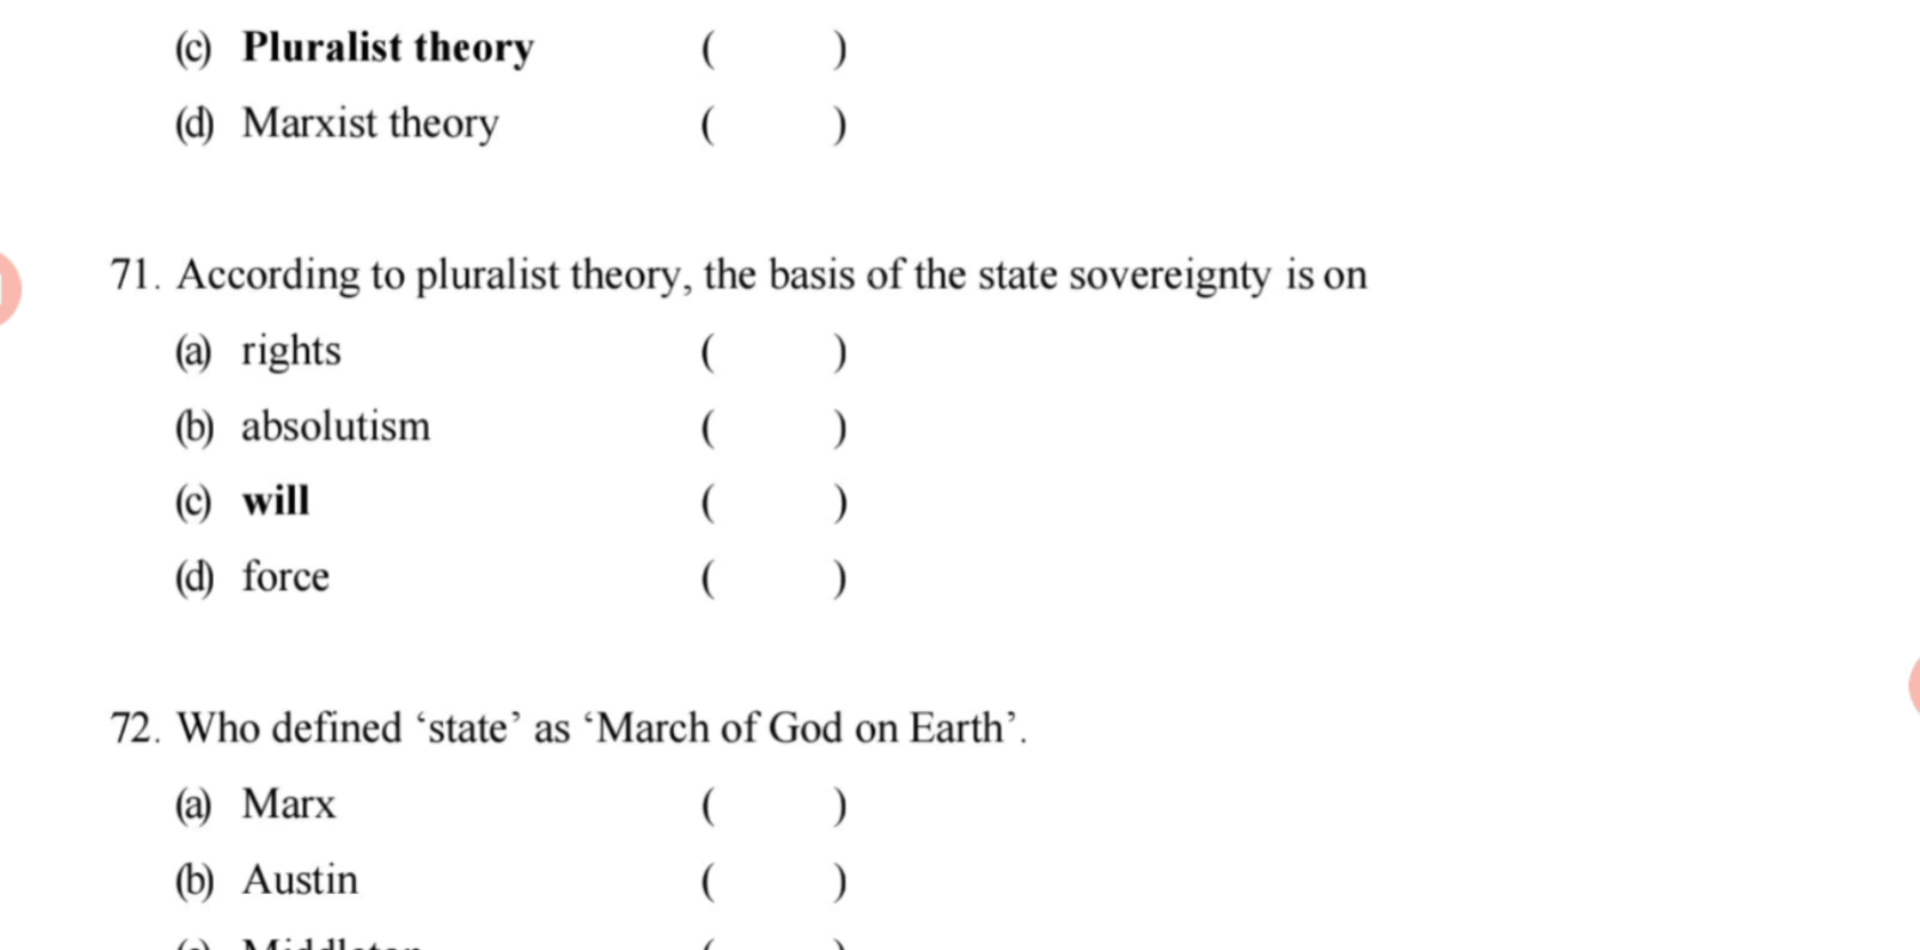 (c) Pluralist theory ( )
(d) Marxist theory ( )
71. According to pluralist theory, the basis of the state sovereignty is on
(a) rights ( )
(b) absolutism ( )
(c) will ( )
(d) force ( )
72. Who defined ‘state’ as ‘March of God on Earth’.
(a) Marx ( )
(b) Austin ( )